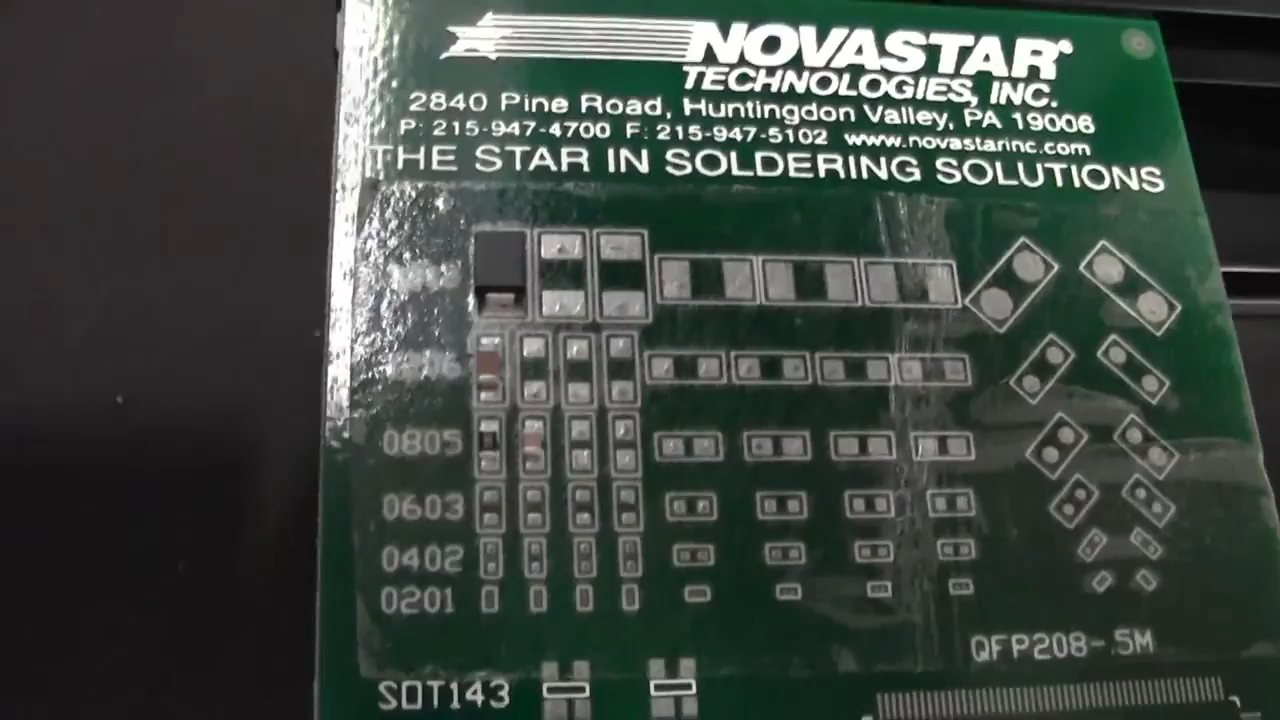 NOVASTAR®
TECHNOLOGIES, INC.
2840 Pine Road, Huntingdon Valley, PA 19006
P: 215-947-4700 F: 215-947-5102 www.novastarinc.com
THE STAR IN SOLDERING SOLUTIONS
0805
0603
0402
0201
QFP208-.5M
SOT143